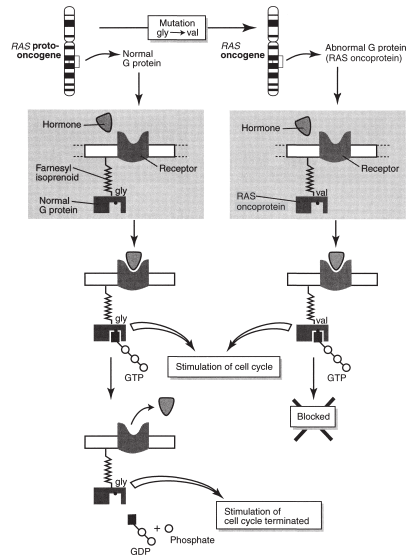 Mutation
gly → val
RAS proto-
oncogene
Normal
G protein
RAS
oncogene
Abnormal G protein
(RAS oncoprotein)
Hormone
Receptor
Farnesyl
isoprenoid
gly
Normal
G protein
Hormone
Receptor
val
RAS
oncoprotein
gly
GTP
val
GTP
Stimulation of cell cycle
Blocked
gly
Stimulation of
cell cycle terminated
+
Phosphate
GDP